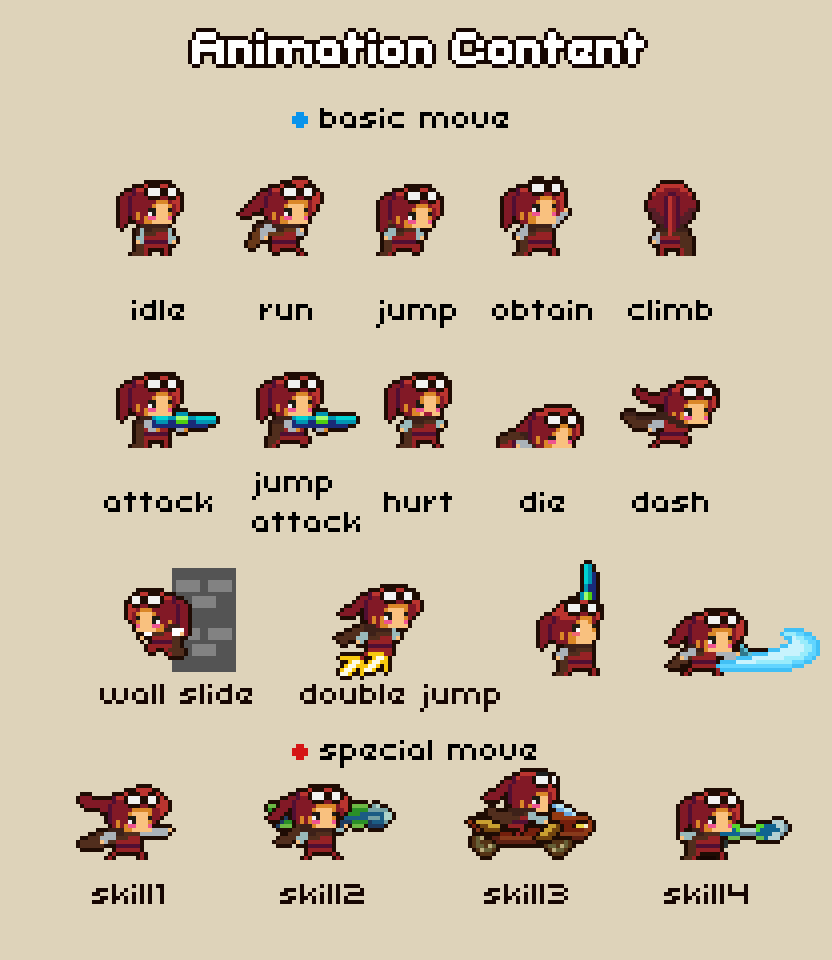 Animation Content
basic move
idle run jump obtain climb
attack jump attack hurt die dash
wall slide double jump
special move
skill1 skill2 skill3 skill4